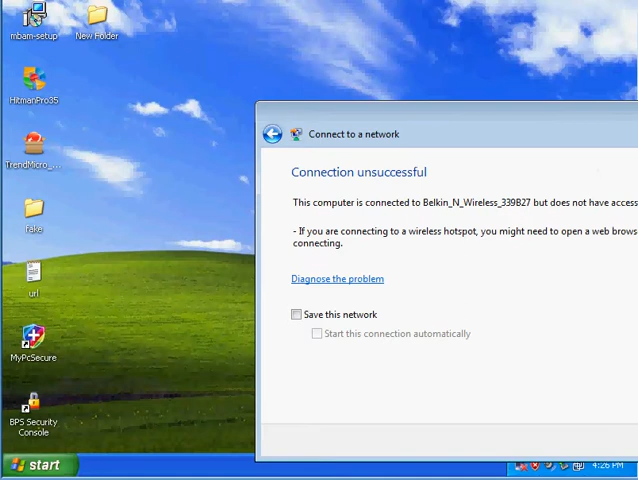 mbam-setup
New Folder
HitmanPro35
TrendMicro_...
fake
url
MyPcSecure
BPS Security
Console
Connect to a network
Connection unsuccessful
This computer is connected to Belkin_N_Wireless_339B27 but does not have access
- If you are connecting to a wireless hotspot, you might need to open a web brows
connecting.
Diagnose the problem
Save this network
Start this connection automatically
start
4:26 PM